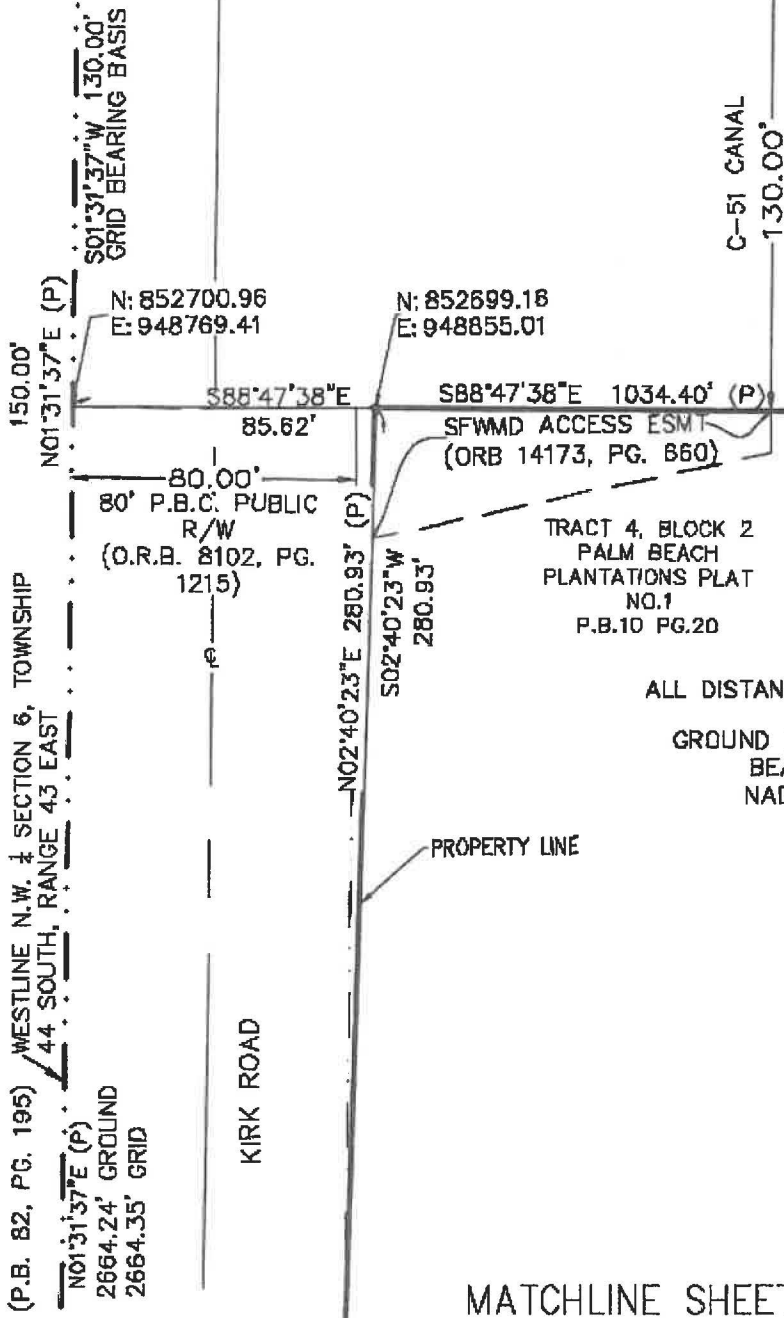 S01°31'37"W 130.00'
GRID BEARING BASIS
150.00'
N01°31'37"E (P)
N: 852700.96
E: 948769.41
N: 852699.18
E: 948855.01
C-51 CANAL
130.00'
S88°47'38"E
85.62'
S88°47'38"E 1034.40' (P)
SFWMD ACCESS ESMT
(ORB 14173, PG. 860)
80.00'
80' P.B.C. PUBLIC
R/W
(O.R.B. 8102, PG.
1215)
℄
N02°40'23"E 280.93' (P)
S02°40'23"W
280.93'
TRACT 4, BLOCK 2
PALM BEACH
PLANTATIONS PLAT
NO.1
P.B.10 PG.20
ALL DISTAN
GROUND
BEA
NAD
PROPERTY LINE
KIRK ROAD
(P.B. 82, PG. 195) WESTLINE N.W. ¼ SECTION 6, TOWNSHIP
44 SOUTH, RANGE 43 EAST
N01°31'37"E (P)
2664.24' GROUND
2664.35' GRID
MATCHLINE SHEET